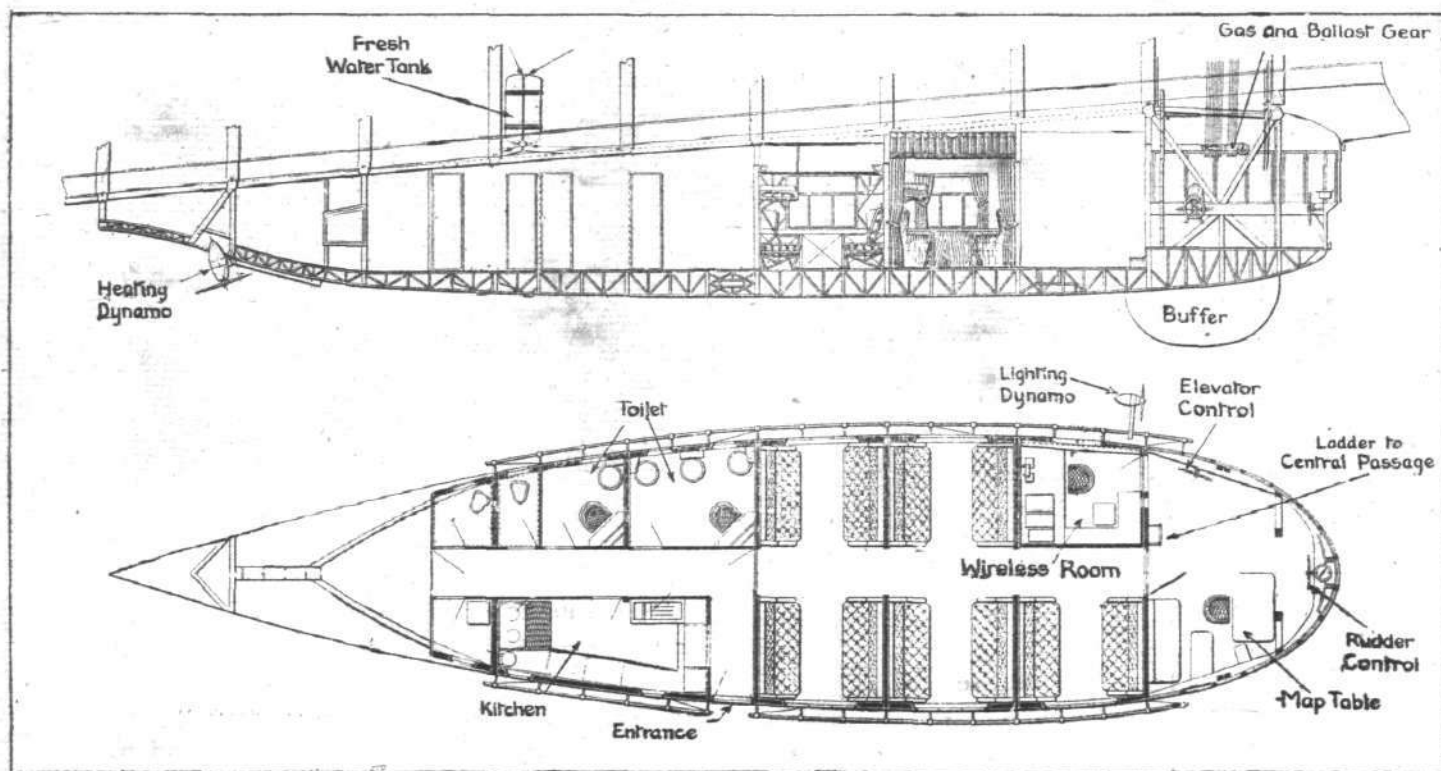 Fresh
Water Tank
Gas and Ballast Gear
Heating
Dynamo
Buffer
Lighting
Dynamo
Elevator
Control
Toilet
Ladder to
Central Passage
Wireless Room
Rudder
Control
Map Table
Kitchen
Entrance